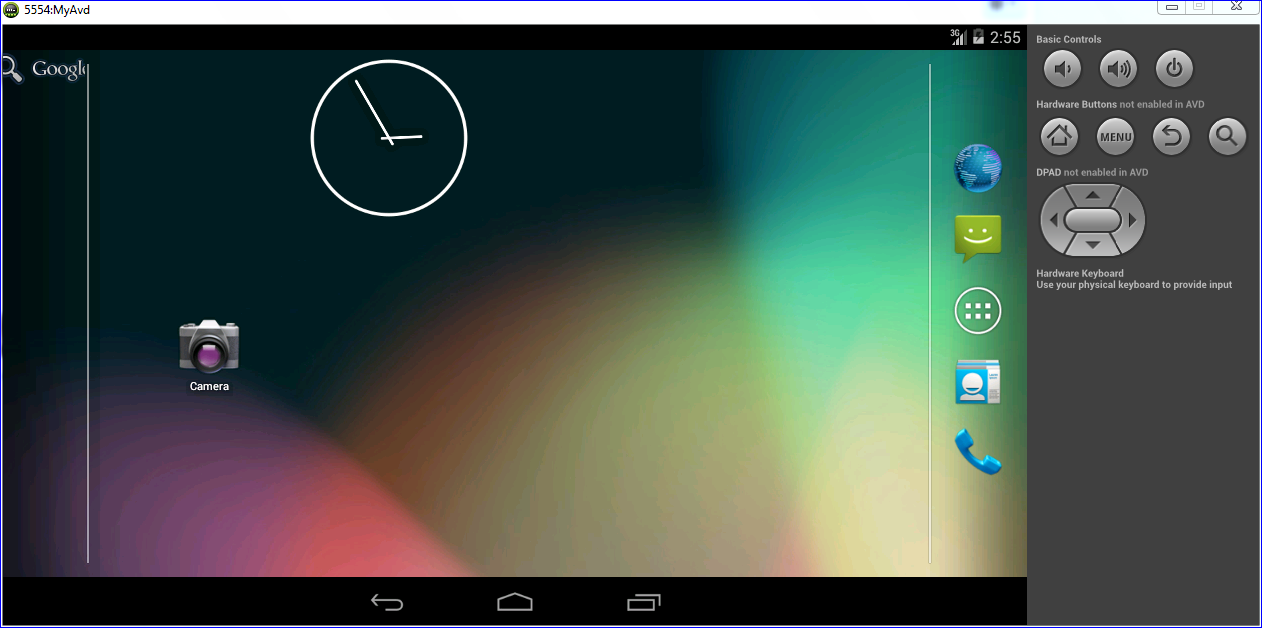 5554:MyAvd
3G
2:55
Googl
Camera
Basic Controls
Hardware Buttons not enabled in AVD
MENU
DPAD not enabled in AVD
Hardware Keyboard
Use your physical keyboard to provide input